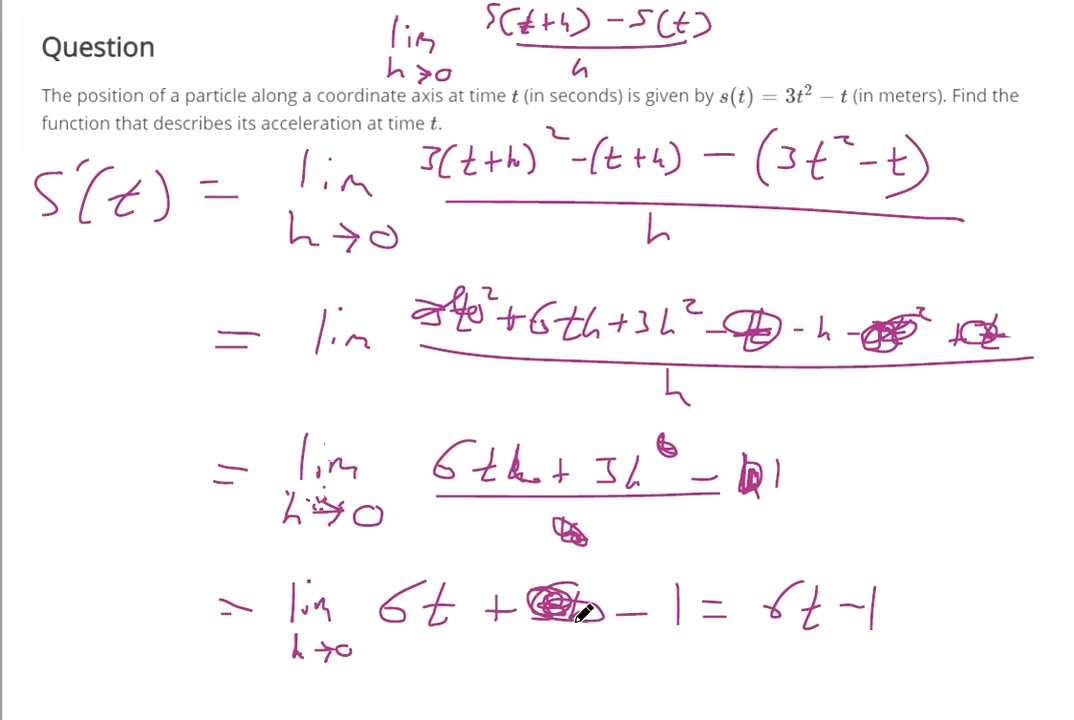 lim s(t+h) - s(t)
h→0 h
Question
The position of a particle along a coordinate axis at time t (in seconds) is given by s(t) = 3t² − t (in meters). Find the
function that describes its acceleration at time t.
s'(t) = lim 3(t+h)² - (t+h) - (3t² - t)
h→0 h
= lim + 6th + 3h² - - h - ² +
h
= lim 6th + 3h - 1
h→0
= lim 6t + - 1 = 6t - 1
h→0